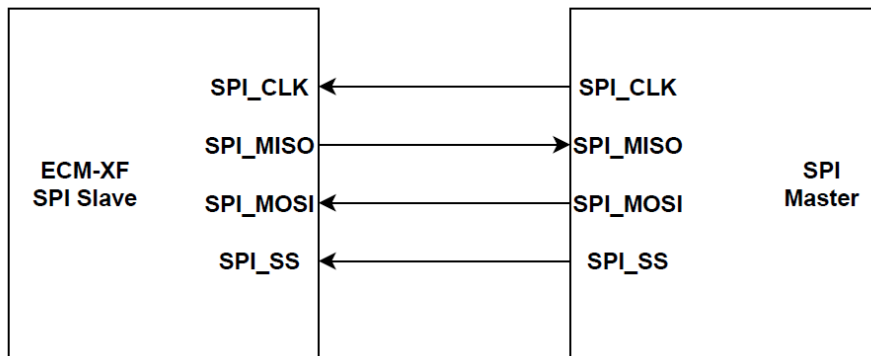 SPI_CLK
SPI_CLK
SPI_MISO
SPI_MISO
ECM-XF
SPI Slave
SPI
Master
SPI_MOSI
SPI_MOSI
SPI_SS
SPI_SS